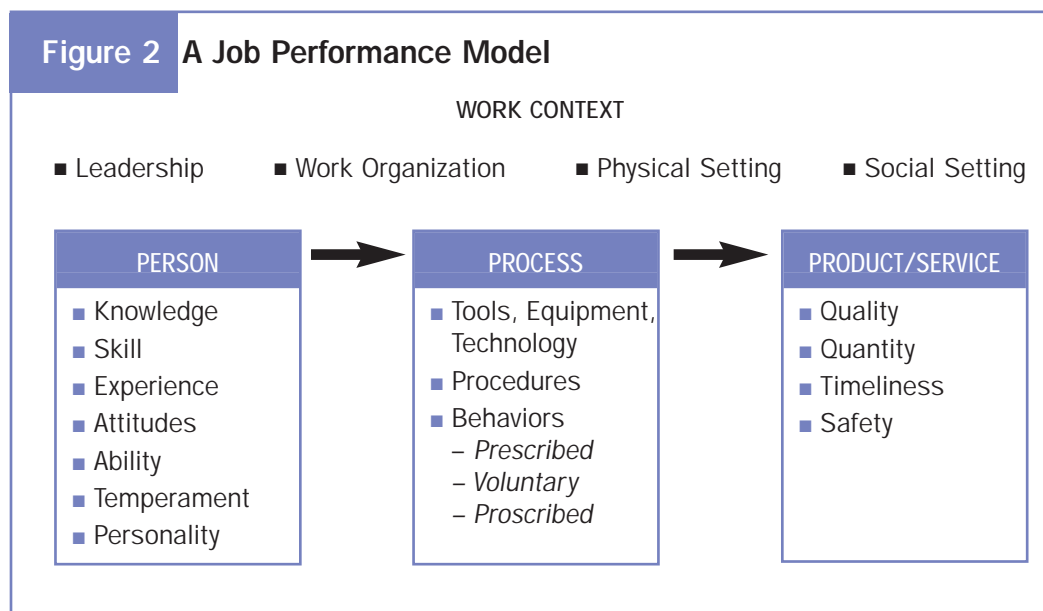 Figure 2 A Job Performance Model
WORK CONTEXT
■ Leadership ■ Work Organization ■ Physical Setting ■ Social Setting
PERSON
■ Knowledge
■ Skill
■ Experience
■ Attitudes
■ Ability
■ Temperament
■ Personality
PROCESS
■ Tools, Equipment,
Technology
■ Procedures
■ Behaviors
– Prescribed
– Voluntary
– Proscribed
PRODUCT/SERVICE
■ Quality
■ Quantity
■ Timeliness
■ Safety